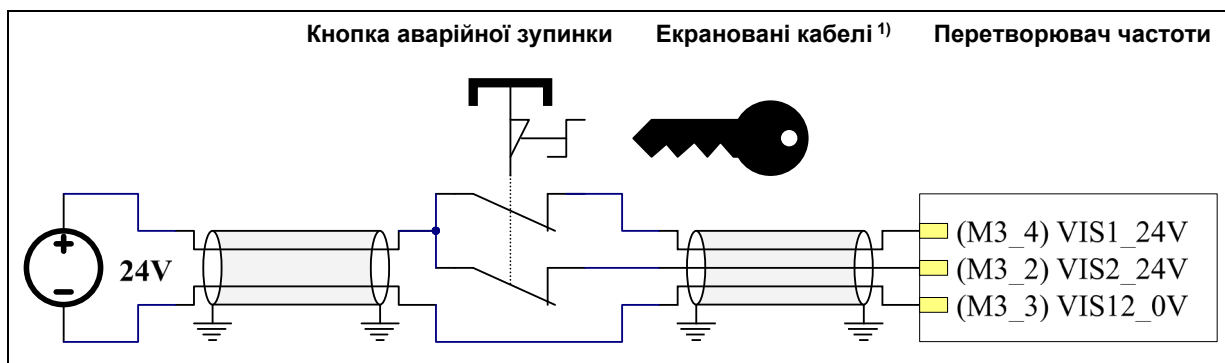 Кнопка аварійної зупинки Екрановані кабелі 1) Перетворювач частоти
24V
(M3_4) VIS1_24V
(M3_2) VIS2_24V
(M3_3) VIS12_0V